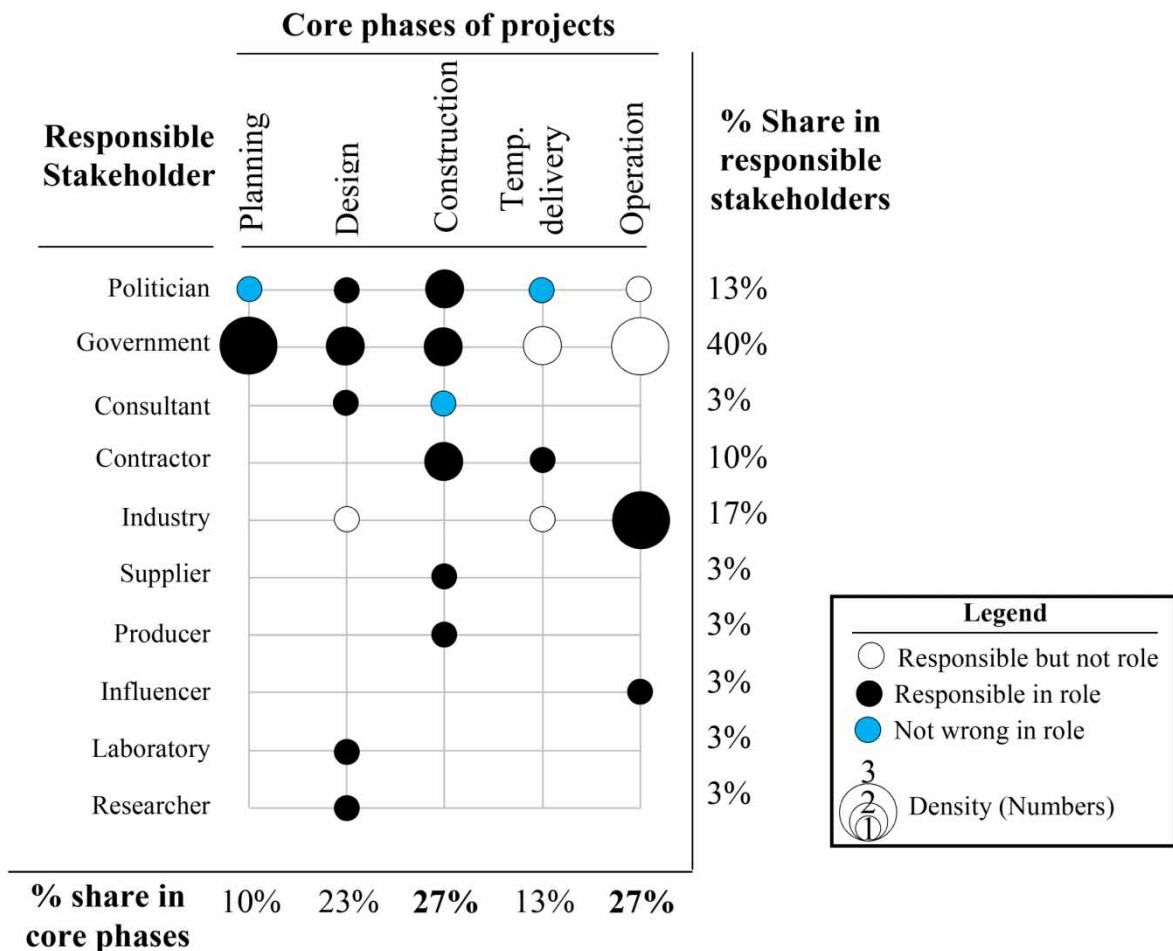 Core phases of projects
Responsible
Stakeholder
Planning
Design
Construction
Temp.
delivery
Operation
% Share in
responsible
stakeholders
Politician
13%
Government
40%
Consultant
3%
Contractor
10%
Industry
17%
Supplier
3%
Producer
3%
Influencer
3%
Laboratory
3%
Researcher
3%
Legend
Responsible but not role
Responsible in role
Not wrong in role
3
2
1
Density (Numbers)
% share in
core phases
10%
23%
27%
13%
27%